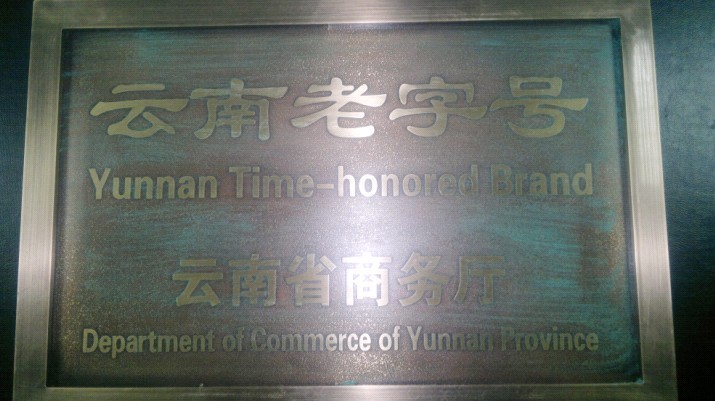 云南老字号
Yunnan Time-honored Brand
云南省商务厅
Department of Commerce of Yunnan Province